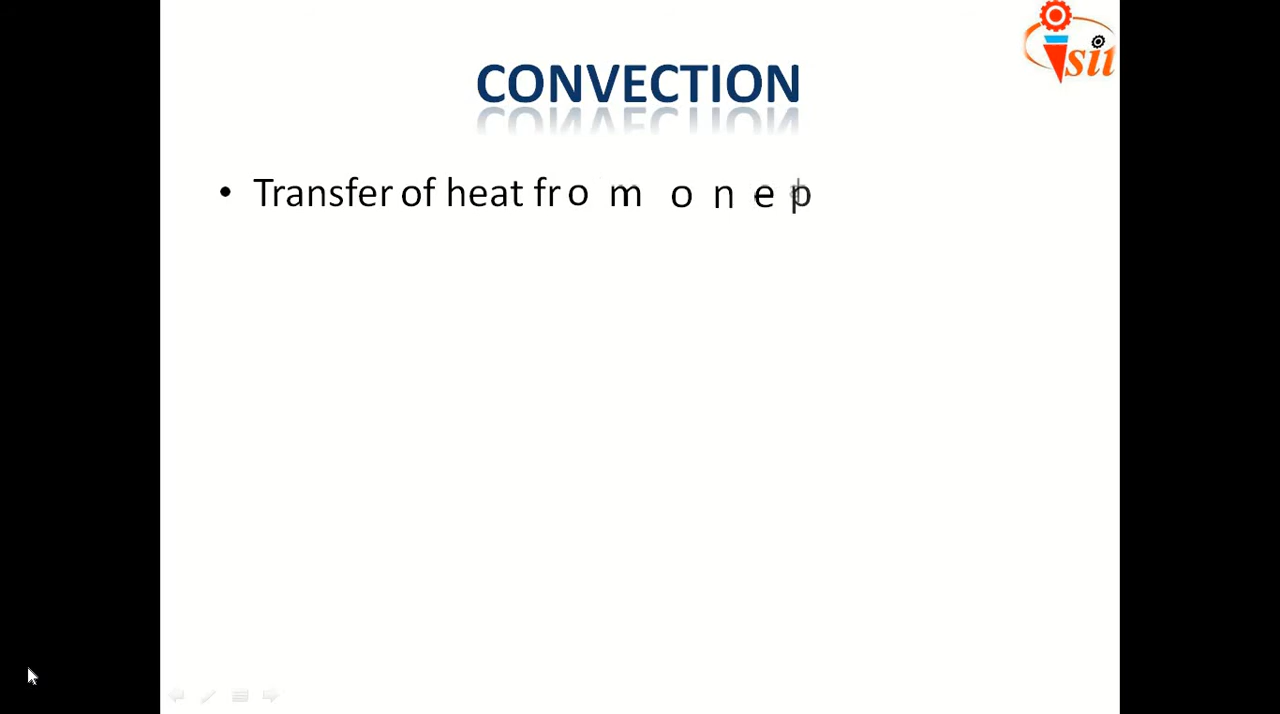 CONVECTION
• Transfer of heat from one p